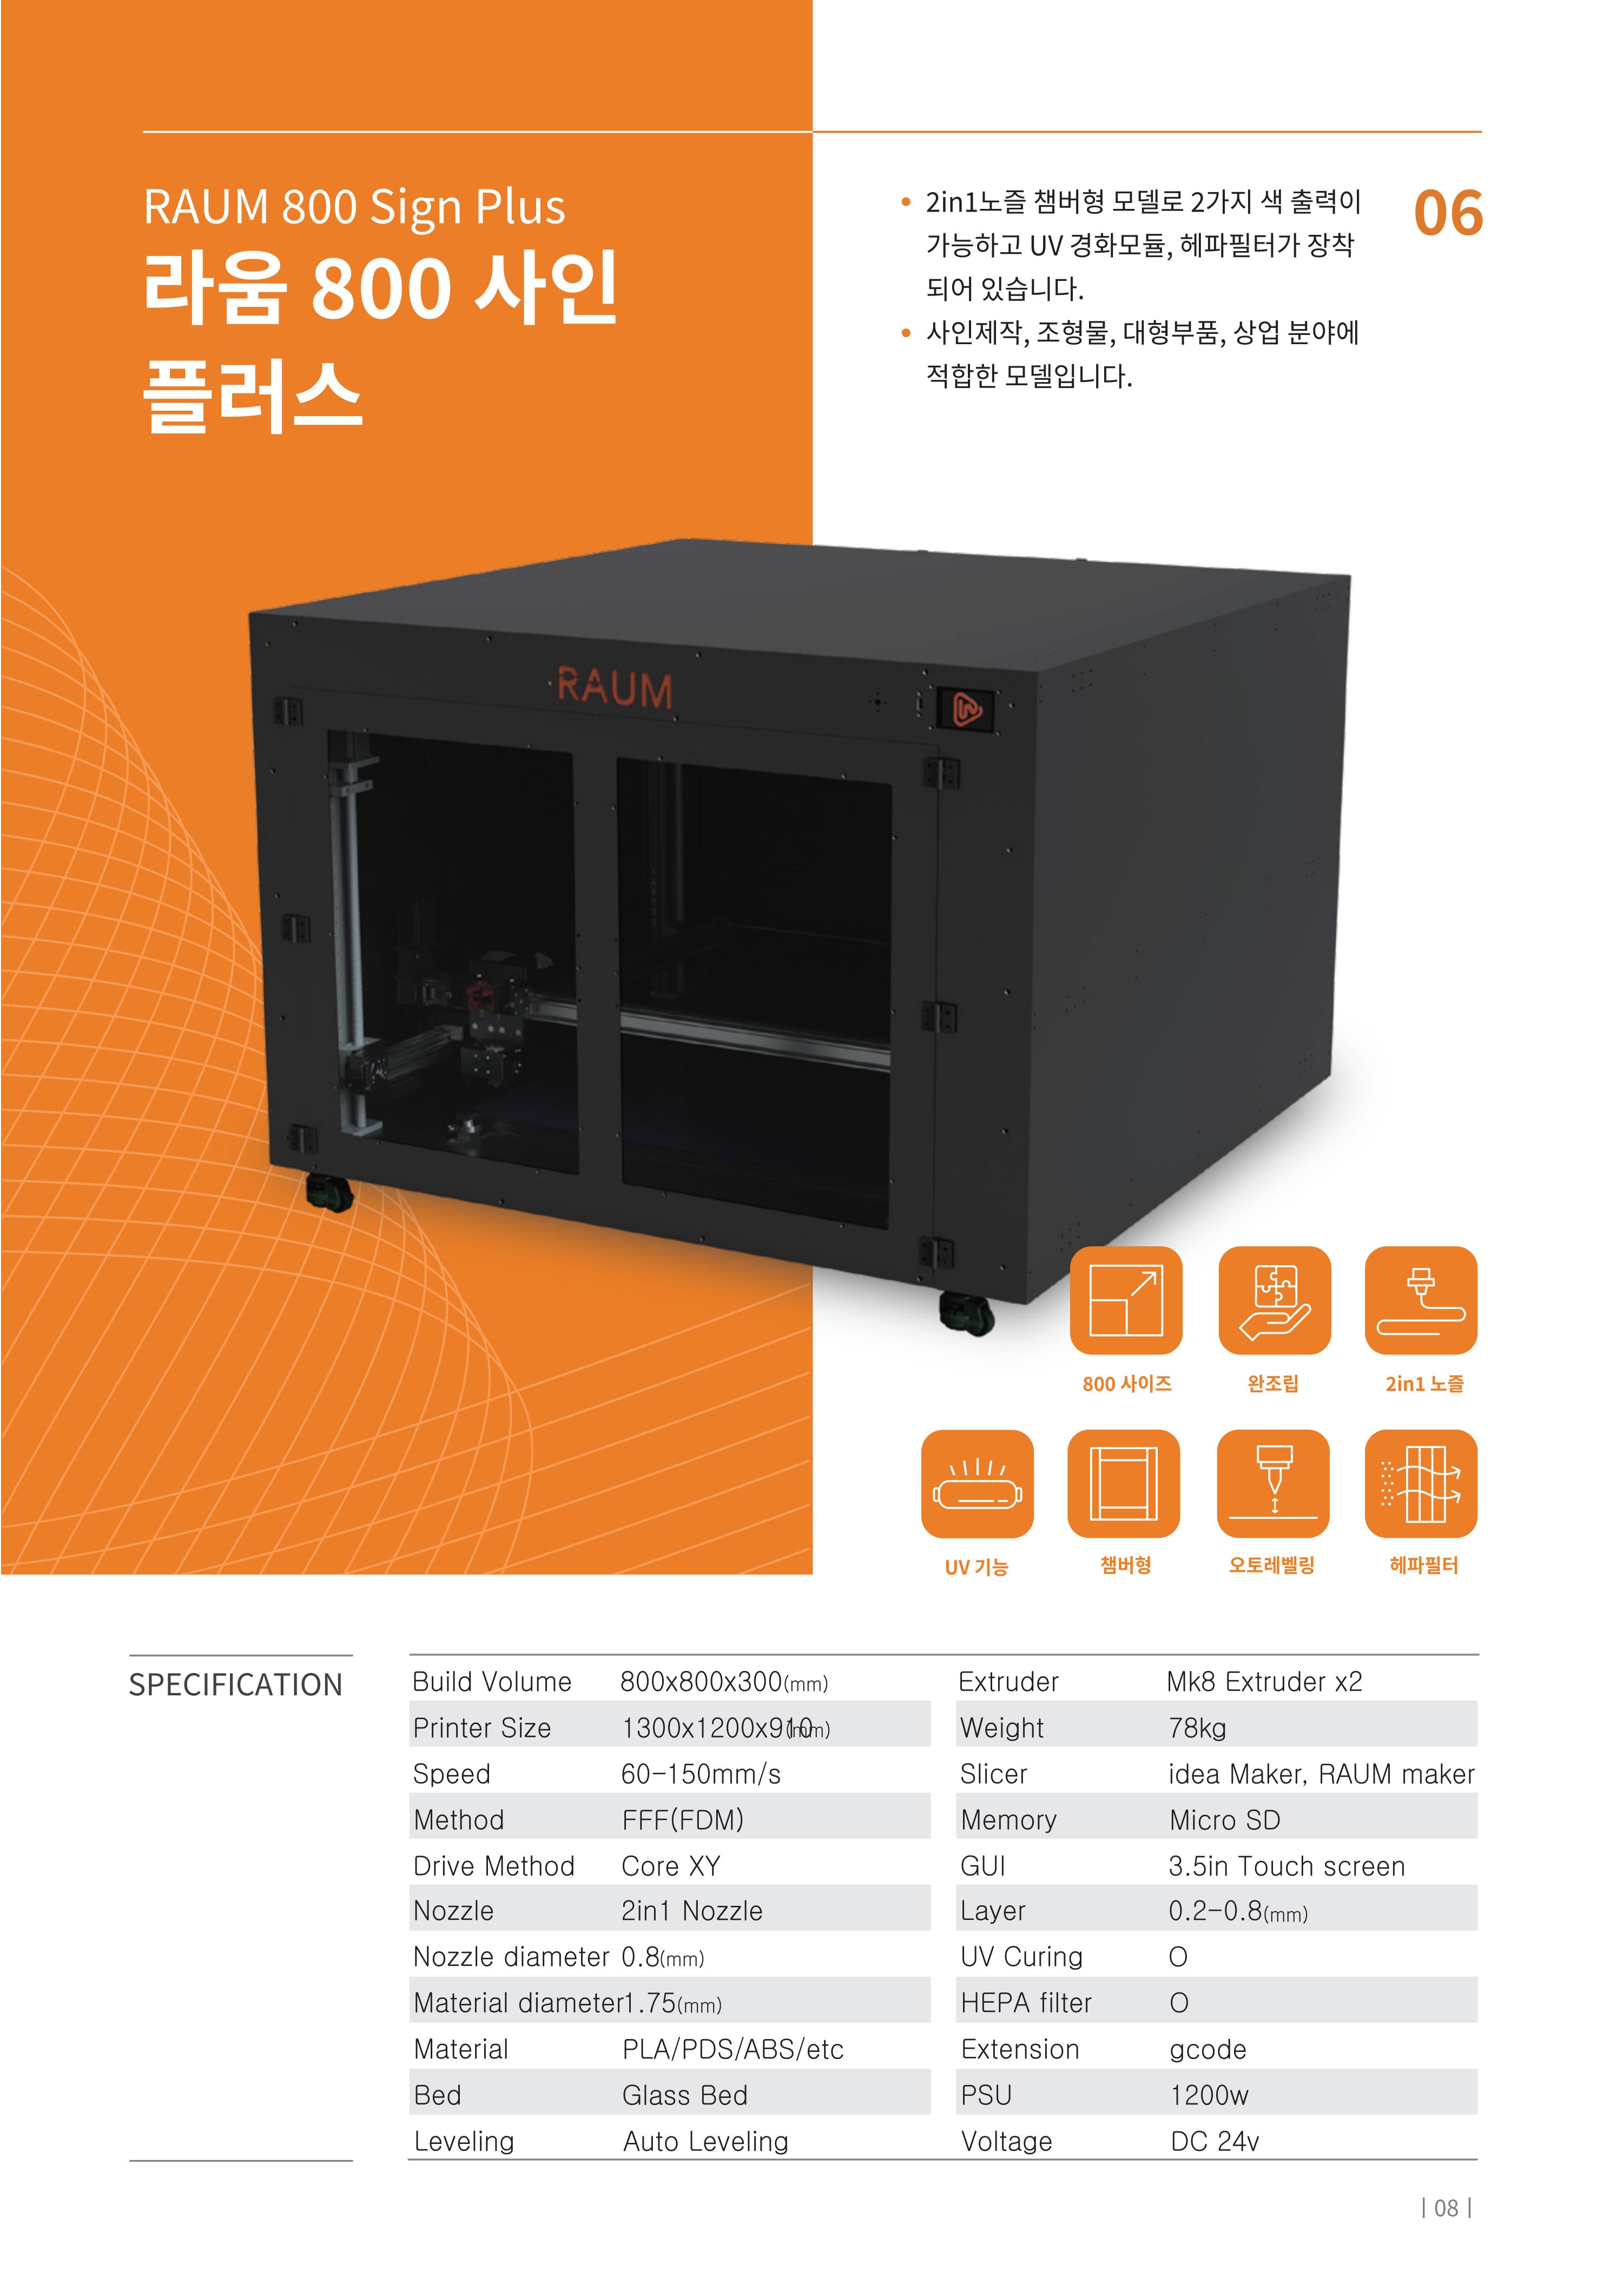 RAUM 800 Sign Plus
라움 800 사인
플러스
• 2in1노즐 챔버형 모델로 2가지 색 출력이
가능하고 UV 경화모듈, 헤파필터가 장착
되어 있습니다.
• 사인제작, 조형물, 대형부품, 상업 분야에
적합한 모델입니다.
06
RAUM
800 사이즈
완조립
2in1 노즐
UV 기능
챔버형
오토레벨링
헤파필터
SPECIFICATION
Build Volume 800x800x300(mm)
Printer Size 1300x1200x910(mm)
Speed 60-150mm/s
Method FFF(FDM)
Drive Method Core XY
Nozzle 2in1 Nozzle
Nozzle diameter 0.8(mm)
Material diameter 1.75(mm)
Material PLA/PDS/ABS/etc
Bed Glass Bed
Leveling Auto Leveling
Extruder Mk8 Extruder x2
Weight 78kg
Slicer idea Maker, RAUM maker
Memory Micro SD
GUI 3.5in Touch screen
Layer 0.2-0.8(mm)
UV Curing O
HEPA filter O
Extension gcode
PSU 1200w
Voltage DC 24v
| 08 |